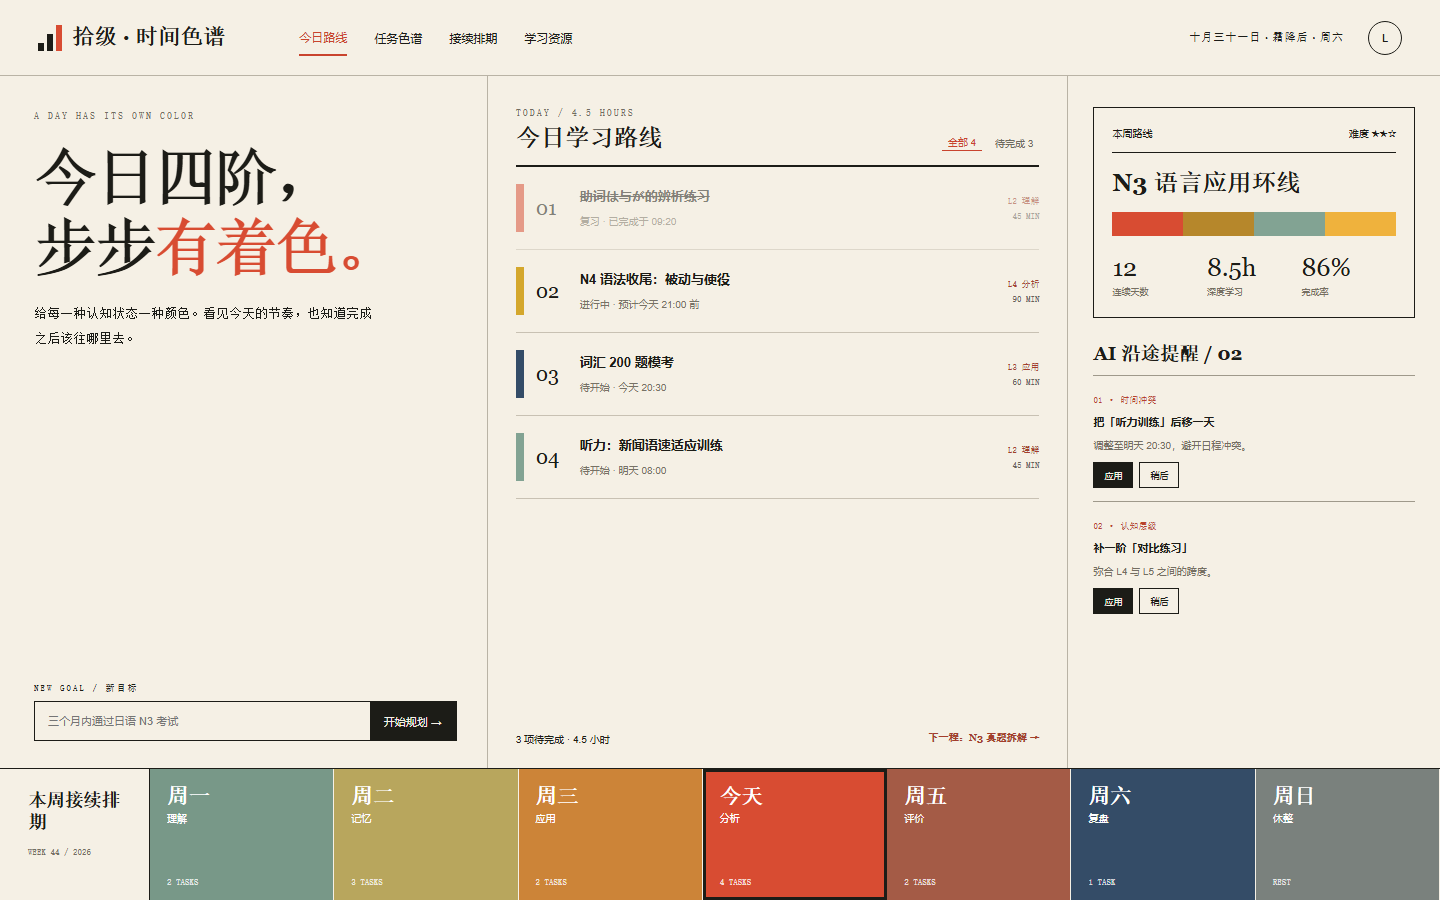 拾级 · 时间色谱
今日路线
任务色谱
接续排期
学习资源
十月三十一日 · 霜降后 · 周六
L
A DAY HAS ITS OWN COLOR
今日四阶，
步步有着色。
给每一种认知状态一种颜色。看见今天的节奏，也知道完成
之后该往哪里去。
NEW GOAL / 新目标
三个月内通过日语 N3 考试
开始规划 →
TODAY / 4.5 HOURS
今日学习路线
全部 4
待完成 3
01
助词は与が的辨析练习
复习 · 已完成于 09:20
L2 理解
45 MIN
02
N4 语法收尾：被动与使役
进行中 · 预计今天 21:00 前
L4 分析
90 MIN
03
词汇 200 题模考
待开始 · 今天 20:30
L3 应用
60 MIN
04
听力：新闻语速适应训练
待开始 · 明天 08:00
L2 理解
45 MIN
3 项待完成 · 4.5 小时
下一程：N3 真题拆解 →
本周路线
难度 ★★☆
N3 语言应用环线
12
连续天数
8.5h
深度学习
86%
完成率
AI 沿途提醒 / 02
01 · 时间冲突
把「听力训练」后移一天
调整至明天 20:30，避开日程冲突。
应用
稍后
02 · 认知层级
补一阶「对比练习」
弥合 L4 与 L5 之间的跨度。
应用
稍后
本周接续排
期
WEEK 44 / 2026
周一
理解
2 TASKS
周二
记忆
3 TASKS
周三
应用
2 TASKS
今天
分析
4 TASKS
周五
评价
2 TASKS
周六
复盘
1 TASK
周日
休整
REST